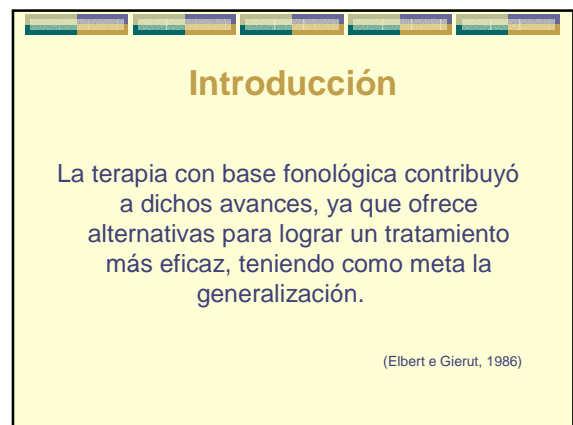 Introducción
La terapia con base fonológica contribuyó
a dichos avances, ya que ofrece
alternativas para lograr un tratamiento
más eficaz, teniendo como meta la
generalización.
(Elbert e Gierut, 1986)